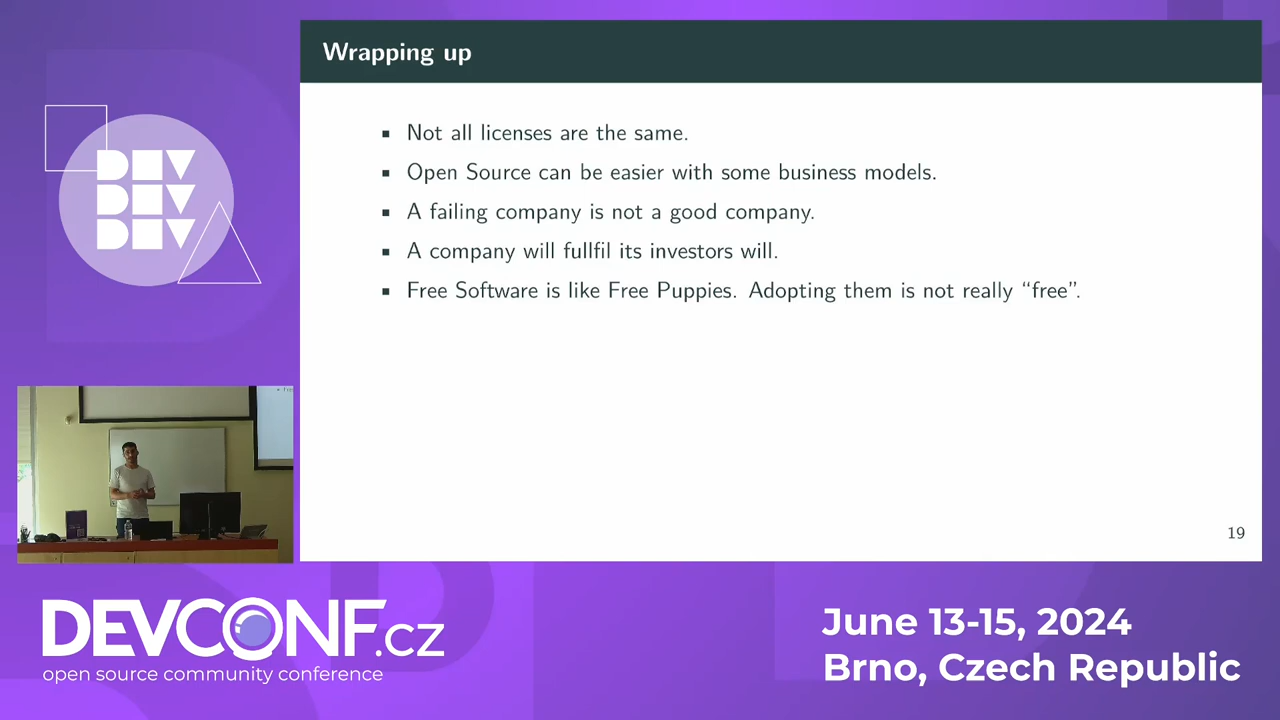 Wrapping up
Not all licenses are the same.
Open Source can be easier with some business models.
A failing company is not a good company.
A company will fullfil its investors will.
Free Software is like Free Puppies. Adopting them is not really “free”.
19
DEV
DEV
DEV
DEVCONF.cz
open source community conference
June 13-15, 2024
Brno, Czech Republic